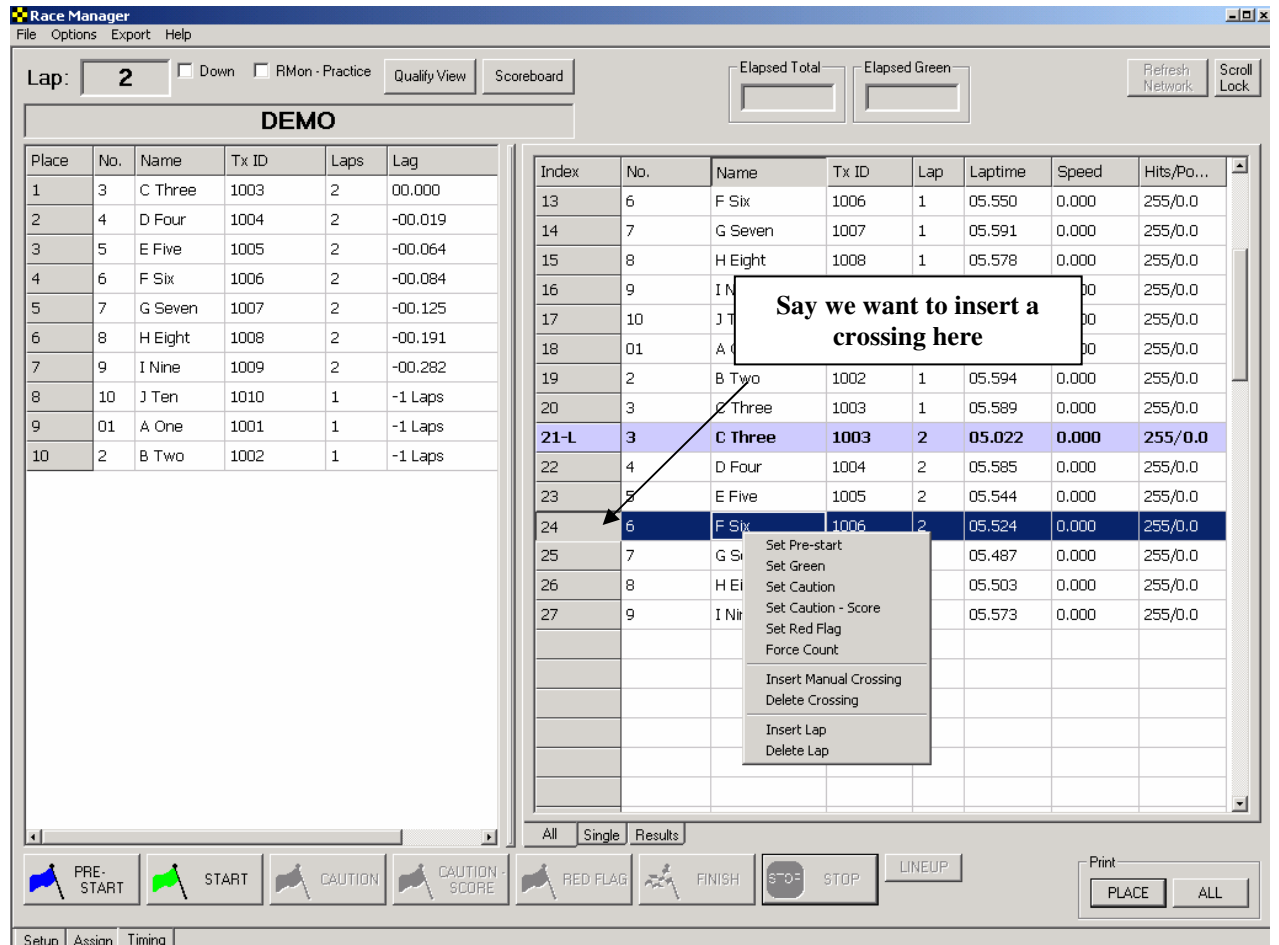 Race Manager
File Options Export Help
Lap: 2 Down RMon - Practice Qualify View Scoreboard Elapsed Total Elapsed Green Refresh Network Scroll Lock
DEMO
Place No. Name Tx ID Laps Lag
1 3 C Three 1003 2 00.000
2 4 D Four 1004 2 -00.019
3 5 E Five 1005 2 -00.064
4 6 F Six 1006 2 -00.084
5 7 G Seven 1007 2 -00.125
6 8 H Eight 1008 2 -00.191
7 9 I Nine 1009 2 -00.282
8 10 J Ten 1010 1 -1 Laps
9 01 A One 1001 1 -1 Laps
10 2 B Two 1002 1 -1 Laps
Index No. Name Tx ID Lap Laptime Speed Hits/Po...
13 6 F Six 1006 1 05.550 0.000 255/0.0
14 7 G Seven 1007 1 05.591 0.000 255/0.0
15 8 H Eight 1008 1 05.578 0.000 255/0.0
16 9 I 255/0.0
17 10 J 255/0.0
18 01 A 255/0.0
19 2 B Two 1002 1 05.594 0.000 255/0.0
20 3 C Three 1003 1 05.589 0.000 255/0.0
21-L 3 C Three 1003 2 05.022 0.000 255/0.0
22 4 D Four 1004 2 05.585 0.000 255/0.0
23 5 E Five 1005 2 05.544 0.000 255/0.0
24 6 F Six 1006 2 05.524 0.000 255/0.0
25 7 G 05.487 0.000 255/0.0
26 8 H 05.503 0.000 255/0.0
27 9 I 05.573 0.000 255/0.0
Say we want to insert a
crossing here
Set Pre-start
Set Green
Set Caution
Set Caution - Score
Set Red Flag
Force Count
Insert Manual Crossing
Delete Crossing
Insert Lap
Delete Lap
All Single Results
PRE-START START CAUTION CAUTION - SCORE RED FLAG FINISH STOP STOP LINEUP Print PLACE ALL
Setup Assign Timing